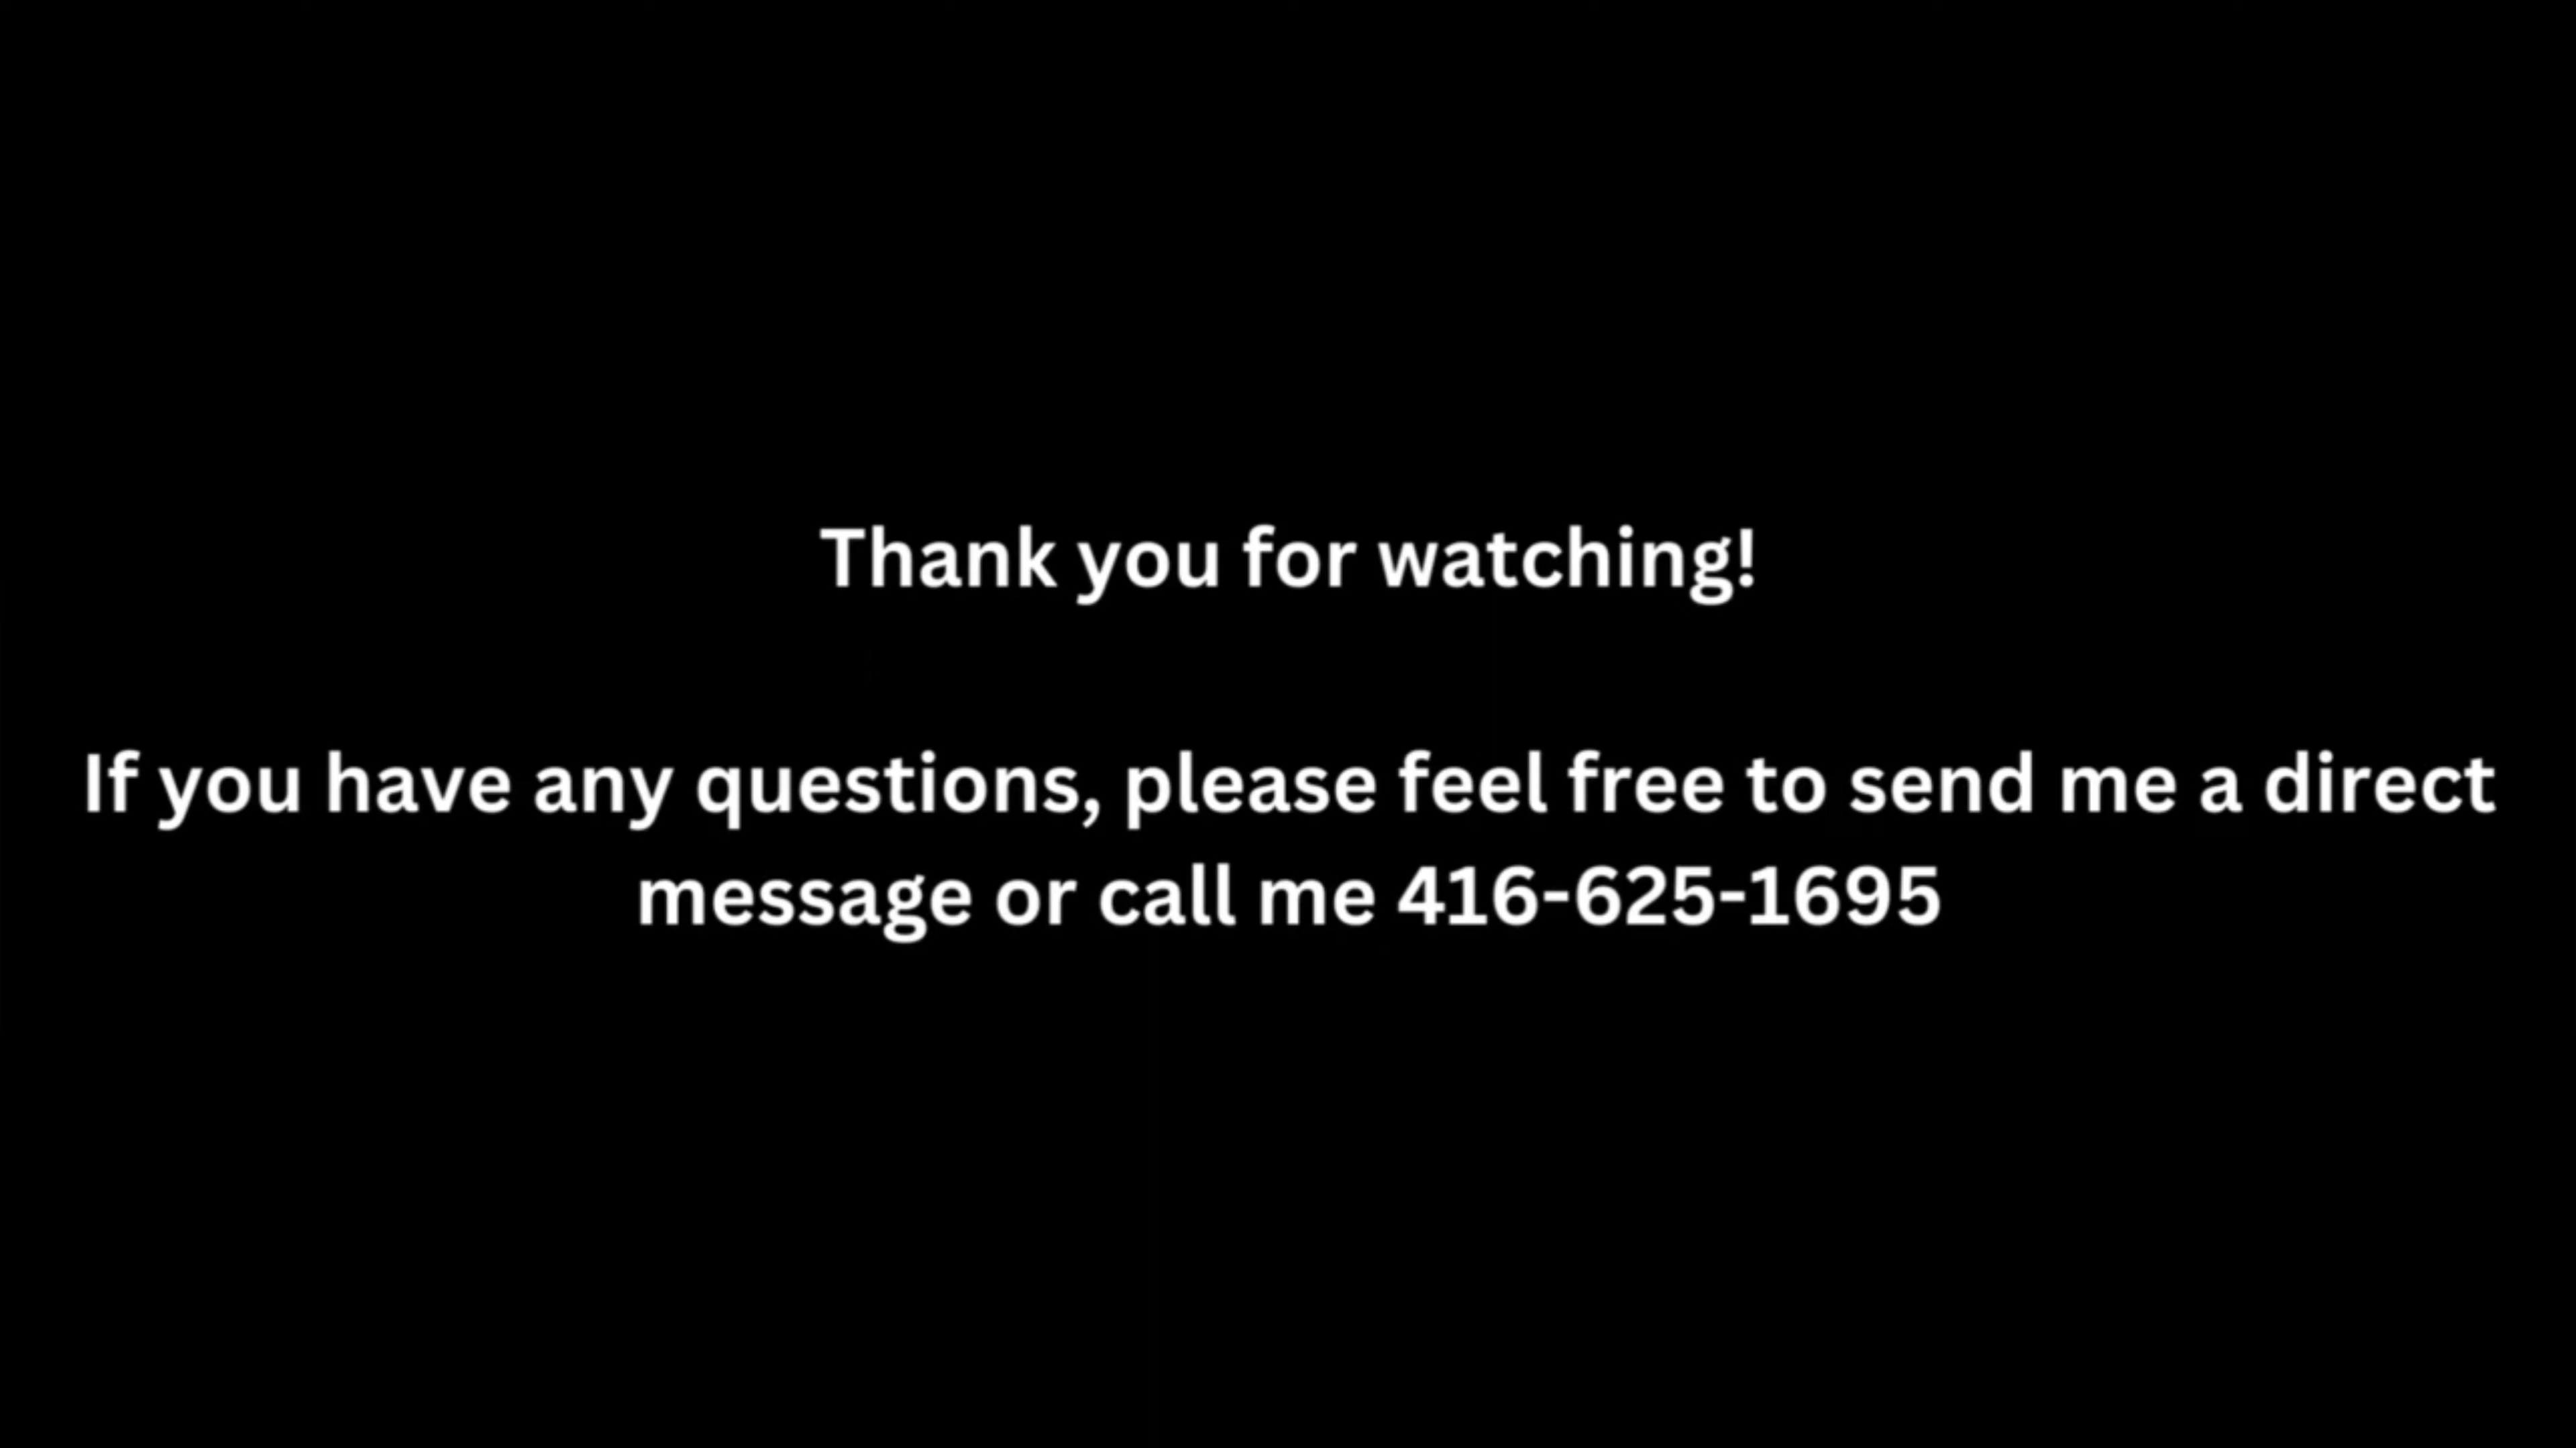 Thank you for watching!
If you have any questions, please feel free to send me a direct
message or call me 416-625-1695